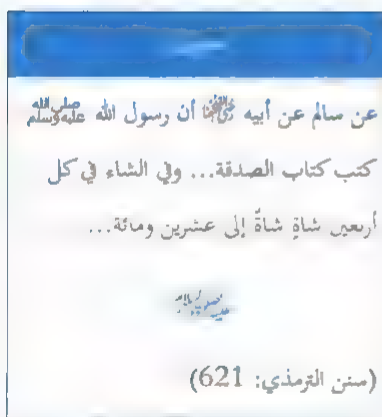 عن سالم عن أبيه رضي الله عنهما أن رسول الله صلى الله عليه وسلم
كتب كتاب الصدقة... وفي الشاء في كل
أربعين شاةٍ شاةٌ إلى عشرين ومائة...
(سنن الترمذي: 621)